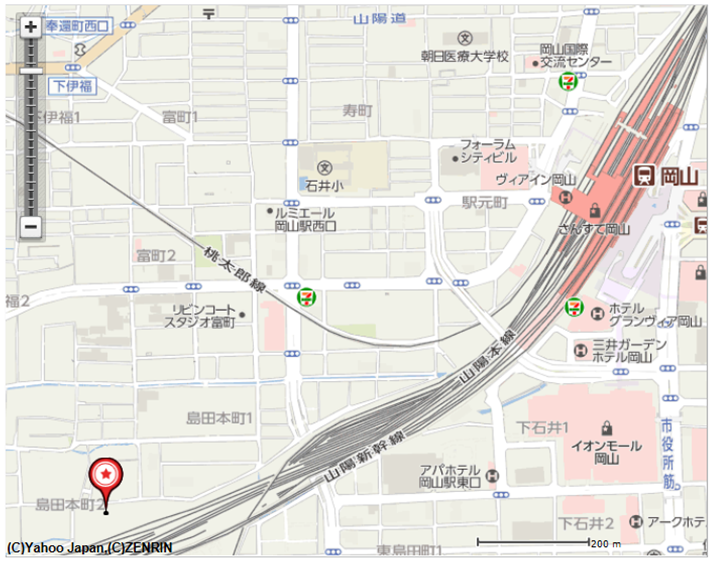 奉還町西口
山陽道
朝日医療大学校
岡山国際
交流センター
下伊福
下伊福1
富町1
寿町
フォーラム
シティビル
石井小
ヴィアイン岡山
岡山
駅元町
さんすて岡山
ルミエール
岡山駅西口
富町2
桃太郎線
福2
リビンコート
スタジオ富町
ホテル
グランヴィア岡山
三井ガーデン
ホテル岡山
山陽本線
島田本町1
下石井1
市役所筋
イオンモール
岡山
山陽新幹線
アパホテル
岡山駅東口
島田本町2
下石井2
アークホテ
東島田町1
200 m
(C)Yahoo Japan,(C)ZENRIN